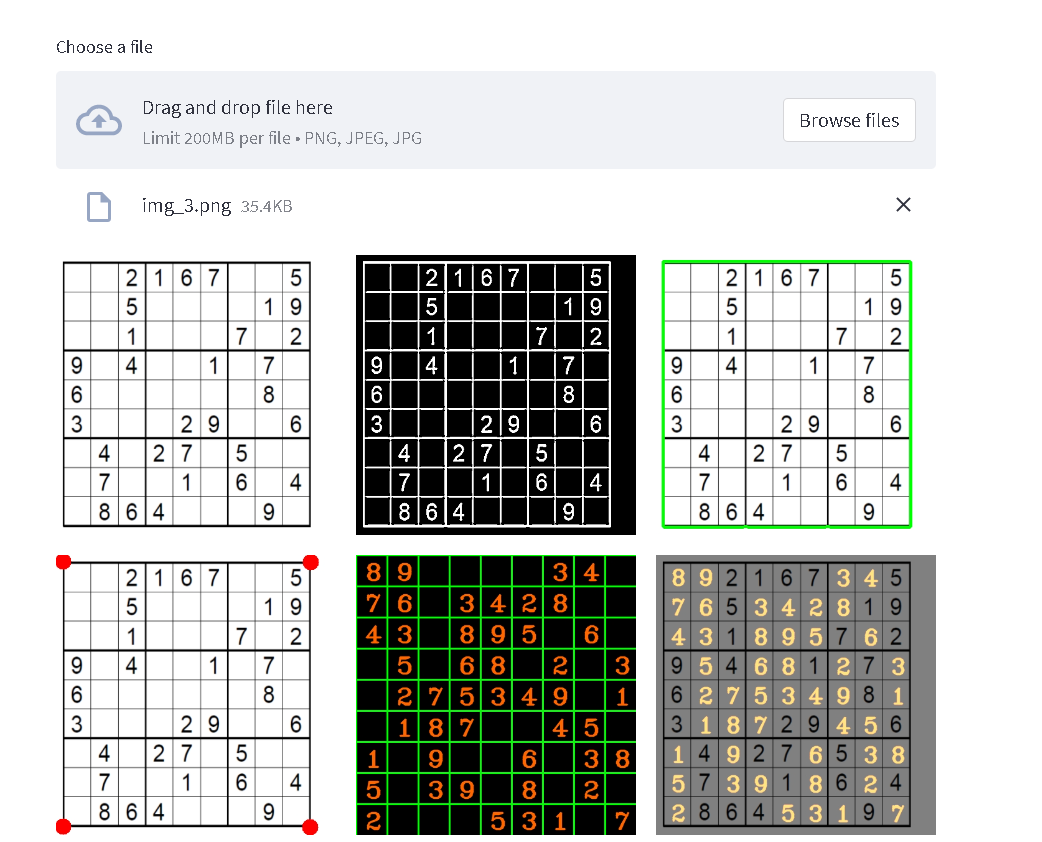 Choose a file
Drag and drop file here
Limit 200MB per file • PNG, JPEG, JPG
Browse files
img_3.png 35.4KB
2 1 6 7 5
5 1 9
1 7 2
9 4 1 7
6 8
3 2 9 6
4 2 7 5
7 1 6 4
8 6 4 9
2 1 6 7 5
5 1 9
1 7 2
9 4 1 7
6 8
3 2 9 6
4 2 7 5
7 1 6 4
8 6 4 9
2 1 6 7 5
5 1 9
1 7 2
9 4 1 7
6 8
3 2 9 6
4 2 7 5
7 1 6 4
8 6 4 9
2 1 6 7 5
5 1 9
1 7 2
9 4 1 7
6 8
3 2 9 6
4 2 7 5
7 1 6 4
8 6 4 9
8 9 3 4
7 6 3 4 2 8
4 3 8 9 5 6
5 6 8 2 3
2 7 5 3 4 9 1
1 8 7 4 5
1 9 6 3 8
5 3 9 8 2
2 5 3 1 7
8 9 2 1 6 7 3 4 5
7 6 5 3 4 2 8 1 9
4 3 1 8 9 5 7 6 2
9 5 4 6 8 1 2 7 3
6 2 7 5 3 4 9 8 1
3 1 8 7 2 9 4 5 6
1 4 9 2 7 6 5 3 8
5 7 3 9 1 8 6 2 4
2 8 6 4 5 3 1 9 7